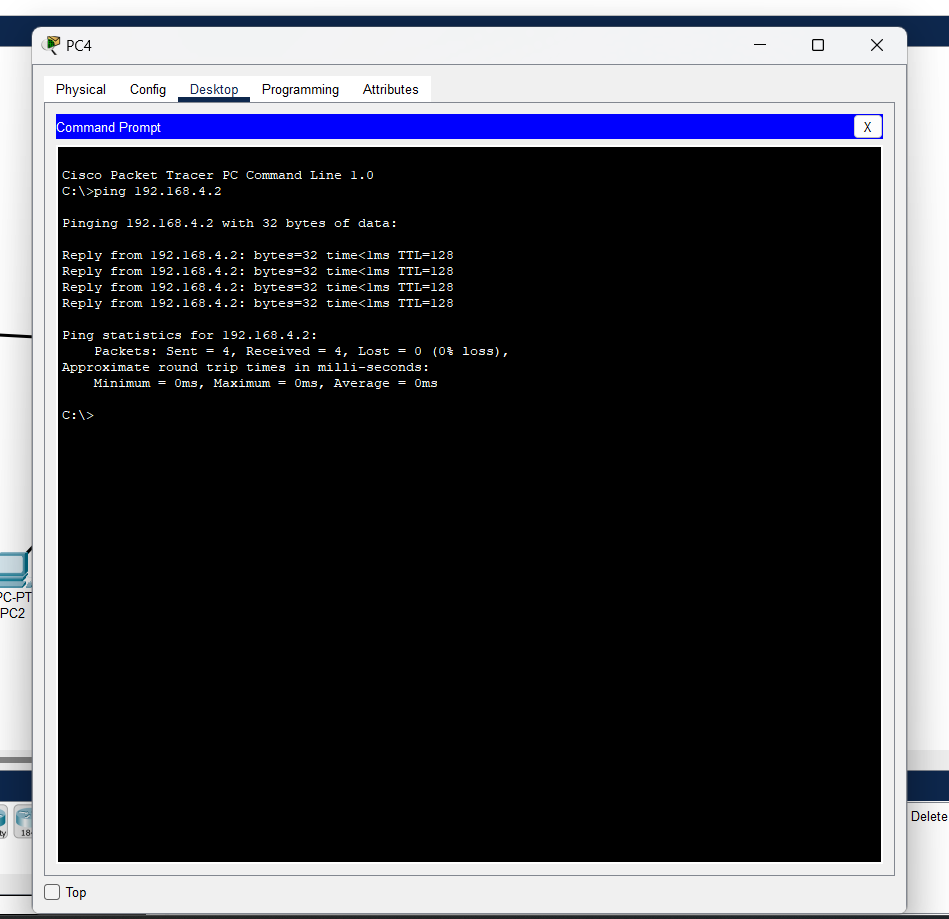 PC4
Physical Config Desktop Programming Attributes
Command Prompt X
Cisco Packet Tracer PC Command Line 1.0
C:\>ping 192.168.4.2
Pinging 192.168.4.2 with 32 bytes of data:
Reply from 192.168.4.2: bytes=32 time<1ms TTL=128
Reply from 192.168.4.2: bytes=32 time<1ms TTL=128
Reply from 192.168.4.2: bytes=32 time<1ms TTL=128
Reply from 192.168.4.2: bytes=32 time<1ms TTL=128
Ping statistics for 192.168.4.2:
Packets: Sent = 4, Received = 4, Lost = 0 (0% loss),
Approximate round trip times in milli-seconds:
Minimum = 0ms, Maximum = 0ms, Average = 0ms
C:\>
PC-PT
PC2
18
Delete
Top